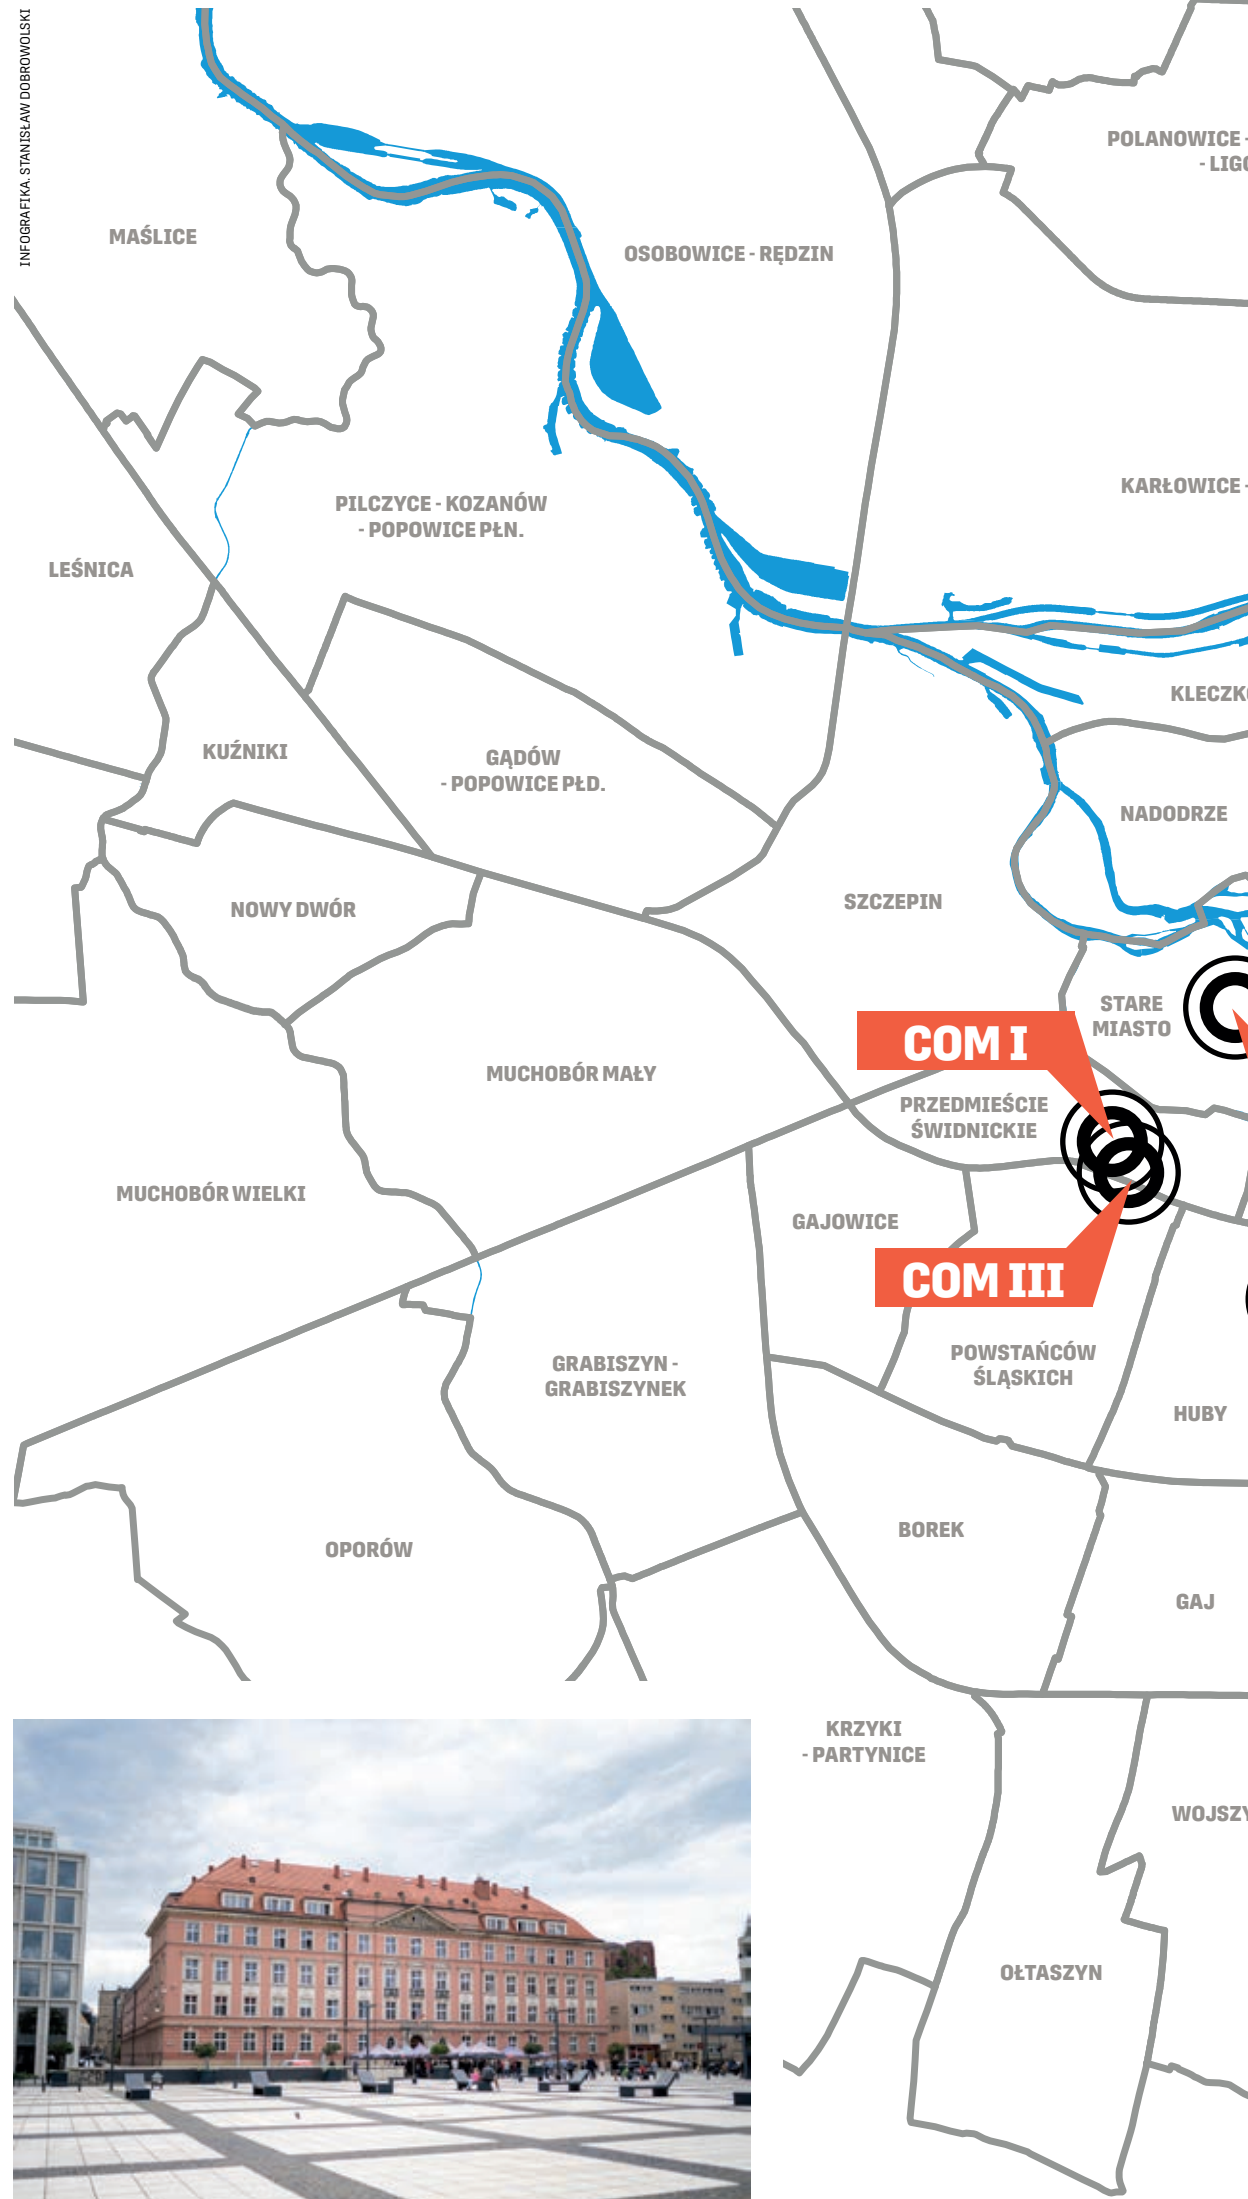 INFOGRAFIKA. STANISŁAW DOBROWOLSKI
POLANOWICE -
- LIGO
MAŚLICE
OSOBOWICE - RĘDZIN
KARŁOWICE -
PILCZYCE - KOZANÓW
- POPOWICE PŁN.
LEŚNICA
KLECZKO
KUŹNIKI
GĄDÓW
- POPOWICE PŁD.
NADODRZE
SZCZEPIN
NOWY DWÓR
STARE
MIASTO
COM I
MUCHOBÓR MAŁY
PRZEDMIEŚCIE
ŚWIDNICKIE
MUCHOBÓR WIELKI
GAJOWICE
COM III
POWSTAŃCÓW
ŚLĄSKICH
GRABISZYN -
GRABISZYNEK
HUBY
BOREK
OPORÓW
GAJ
KRZYKI
- PARTYNICE
WOJSZY
OŁTASZYN